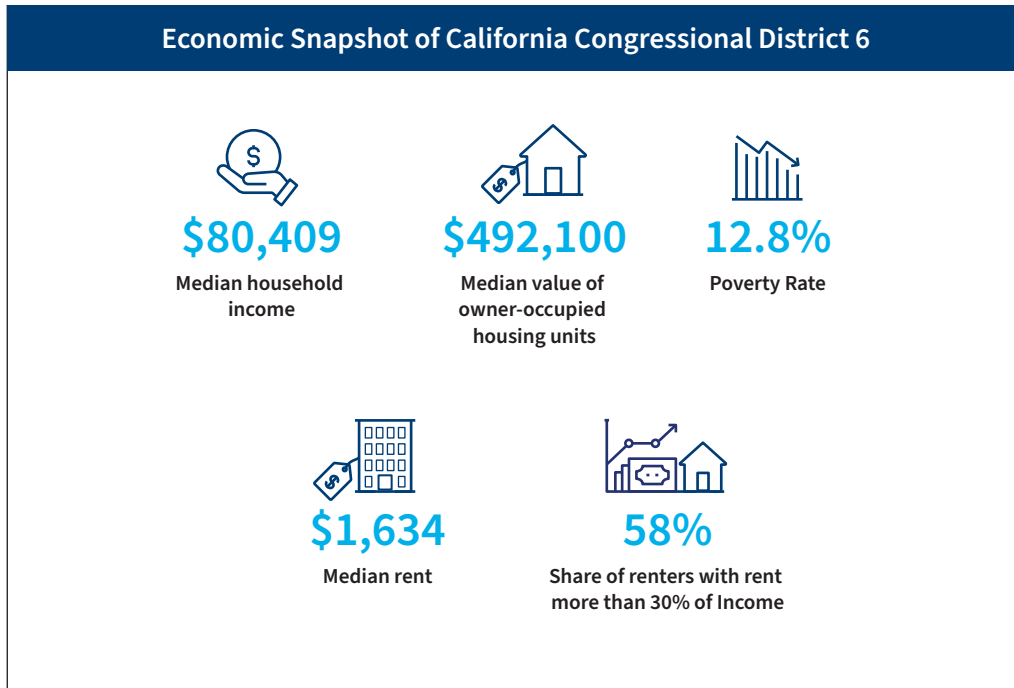 Economic Snapshot of California Congressional District 6
$
$80,409
Median household
income
$
$492,100
Median value of
owner-occupied
housing units
12.8%
Poverty Rate
$
$1,634
Median rent
58%
Share of renters with rent
more than 30% of Income